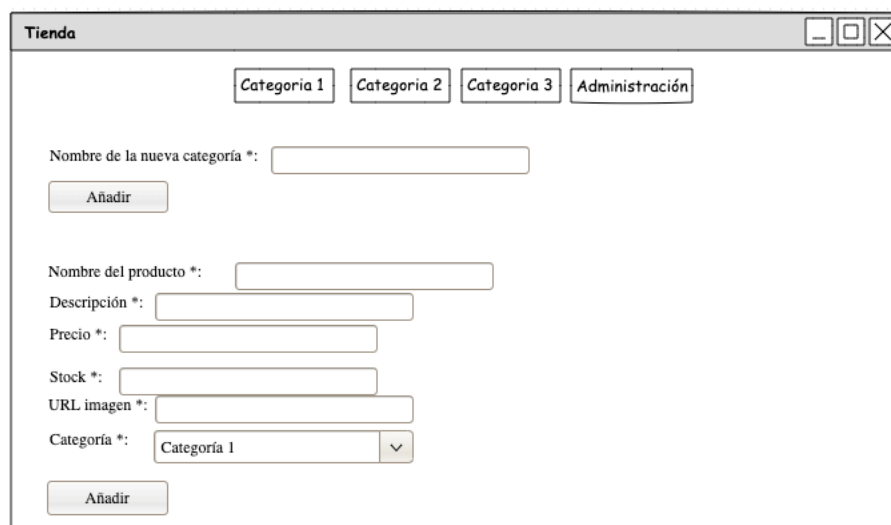 Tienda
Categoria 1 Categoria 2 Categoria 3 Administración
Nombre de la nueva categoría *:
Añadir
Nombre del producto *:
Descripción *:
Precio *:
Stock *:
URL imagen *:
Categoría *: Categoría 1
Añadir